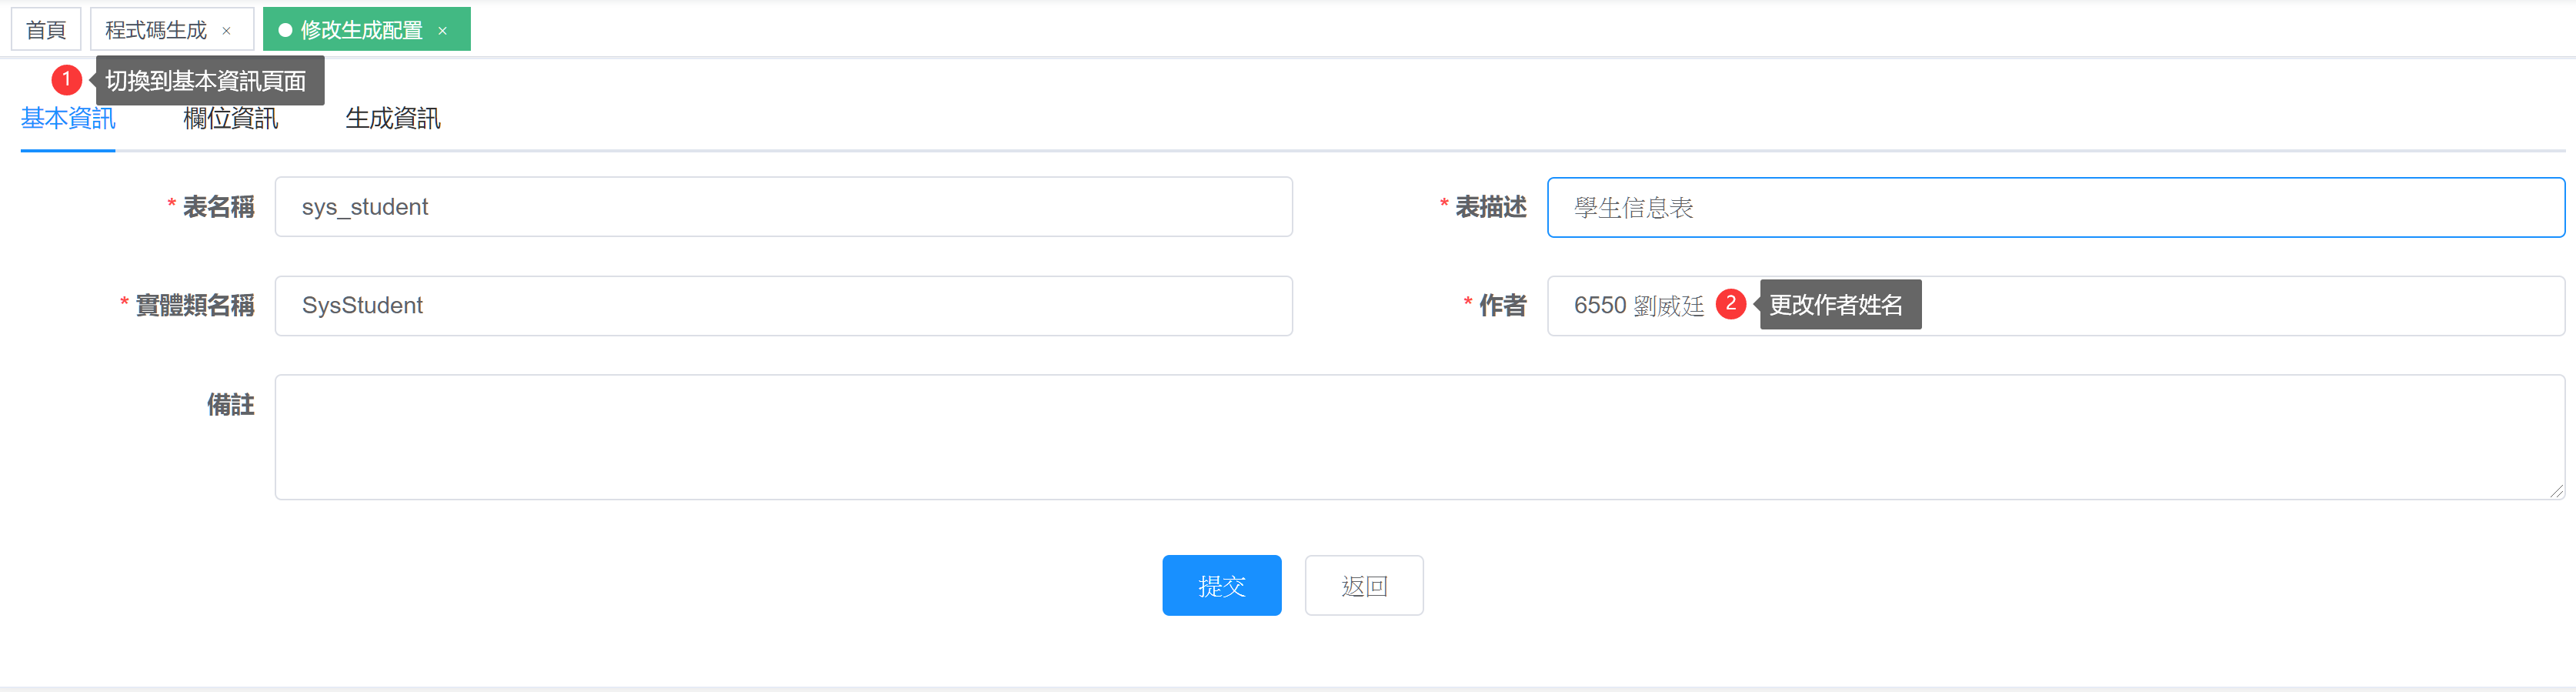 首頁 程式碼生成 × 修改生成配置 ×
1 切換到基本資訊頁面
基本資訊 欄位資訊 生成資訊
* 表名稱 sys_student * 表描述 學生信息表
* 實體類名稱 SysStudent * 作者 6550 劉威廷 2 更改作者姓名
備註
提交 返回